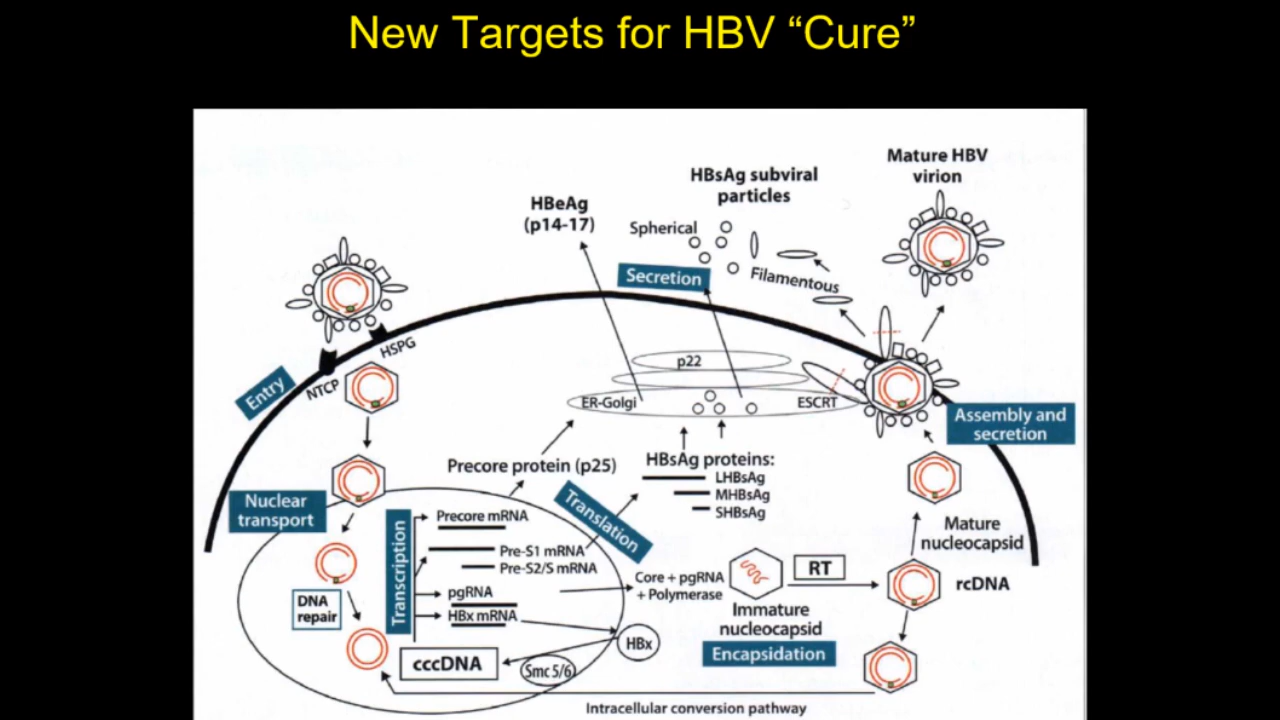 New Targets for HBV “Cure”
Mature HBV
virion
HBsAg subviral
particles
HBeAg
(p14-17)
Spherical
Secretion
Filamentous
HSPG
NTCP
Entry
p22
ER-Golgi
ESCRT
Assembly and
secretion
Precore protein (p25)
HBsAg proteins:
LHBsAg
MHBsAg
SHBsAg
Nuclear
transport
Translation
Transcription
Precore mRNA
Pre-S1 mRNA
Pre-S2/S mRNA
pgRNA
HBx mRNA
Mature
nucleocapsid
Core + pgRNA
+ Polymerase
RT
rcDNA
DNA
repair
Immature
nucleocapsid
Encapsidation
HBx
cccDNA
Smc 5/6
Intracellular conversion pathway